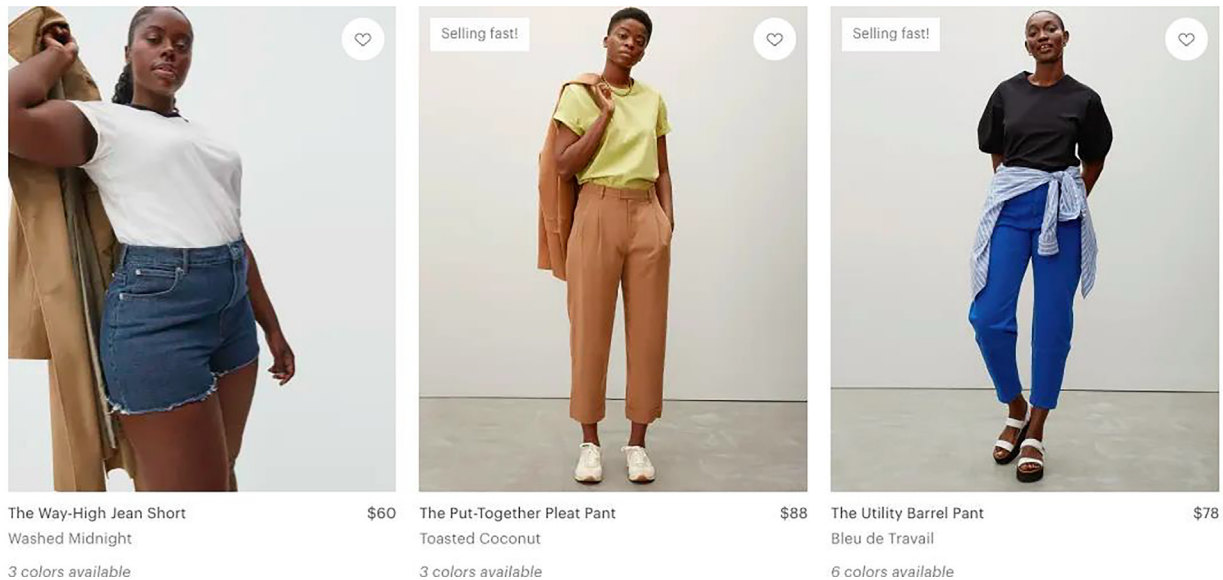 Selling fast!
Selling fast!
The Way-High Jean Short $60
Washed Midnight
3 colors available
The Put-Together Pleat Pant $88
Toasted Coconut
3 colors available
The Utility Barrel Pant $78
Bleu de Travail
6 colors available